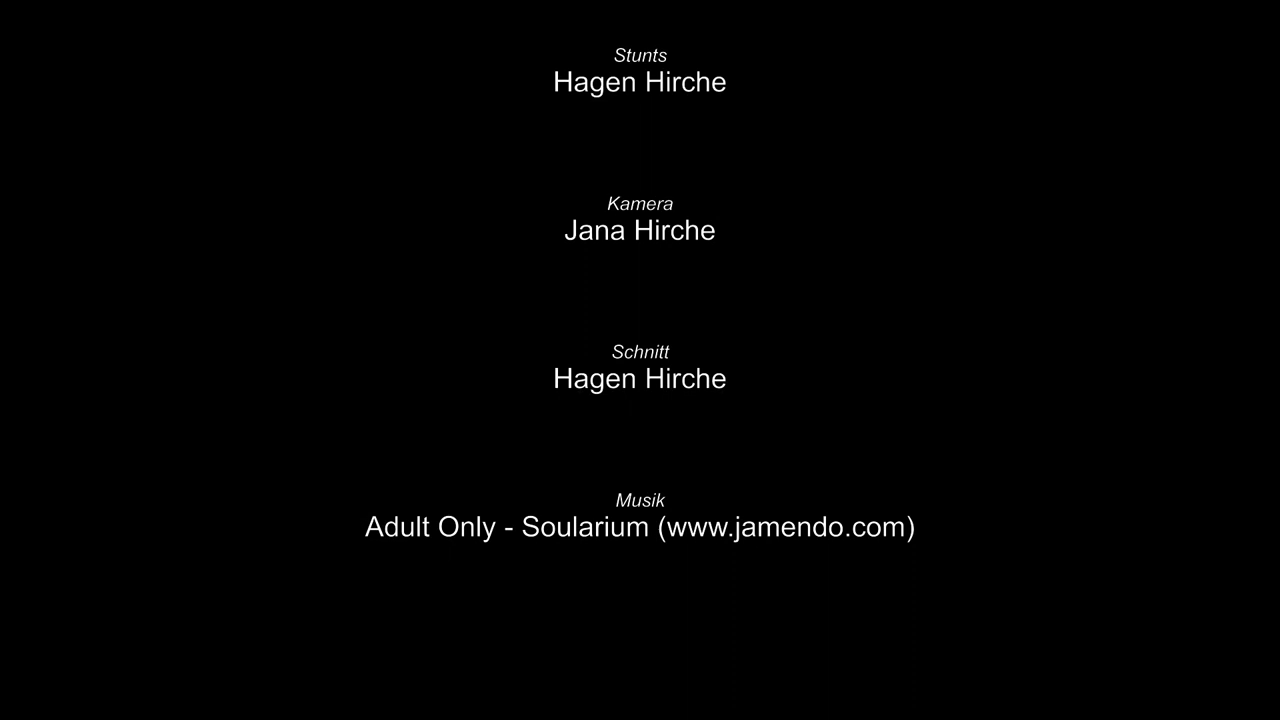 Stunts
Hagen Hirche
Kamera
Jana Hirche
Schnitt
Hagen Hirche
Musik
Adult Only - Soularium (www.jamendo.com)